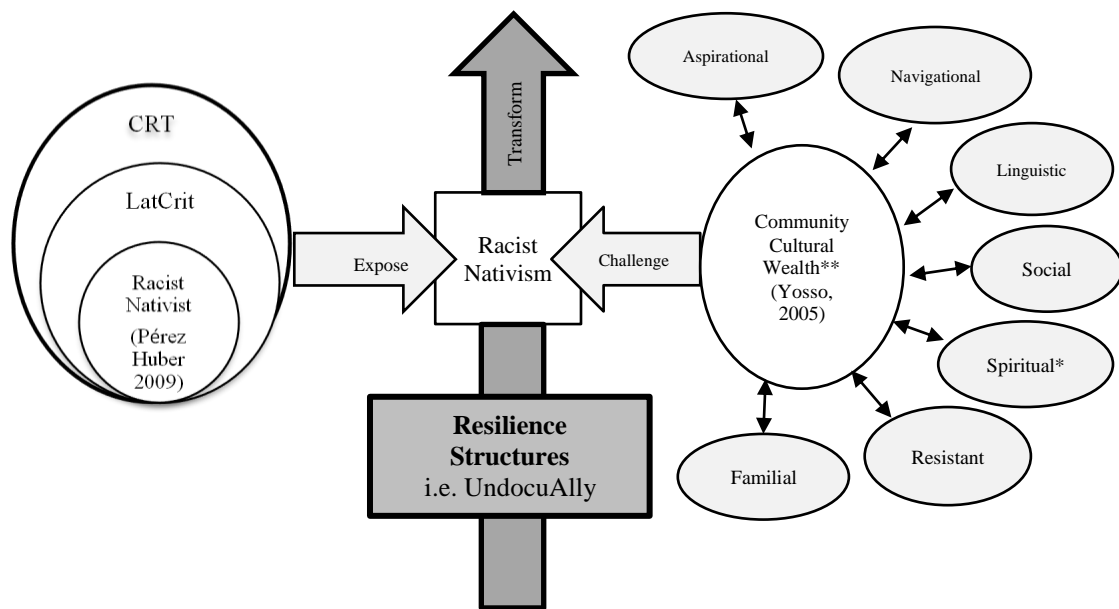 CRT
LatCrit
Racist
Nativist
(Pérez
Huber
2009)
Expose
Transform
Racist
Nativism
Resilience
Structures
i.e. UndocuAlly
Challenge
Community
Cultural
Wealth**
(Yosso,
2005)
Aspirational
Navigational
Linguistic
Social
Spiritual*
Resistant
Familial